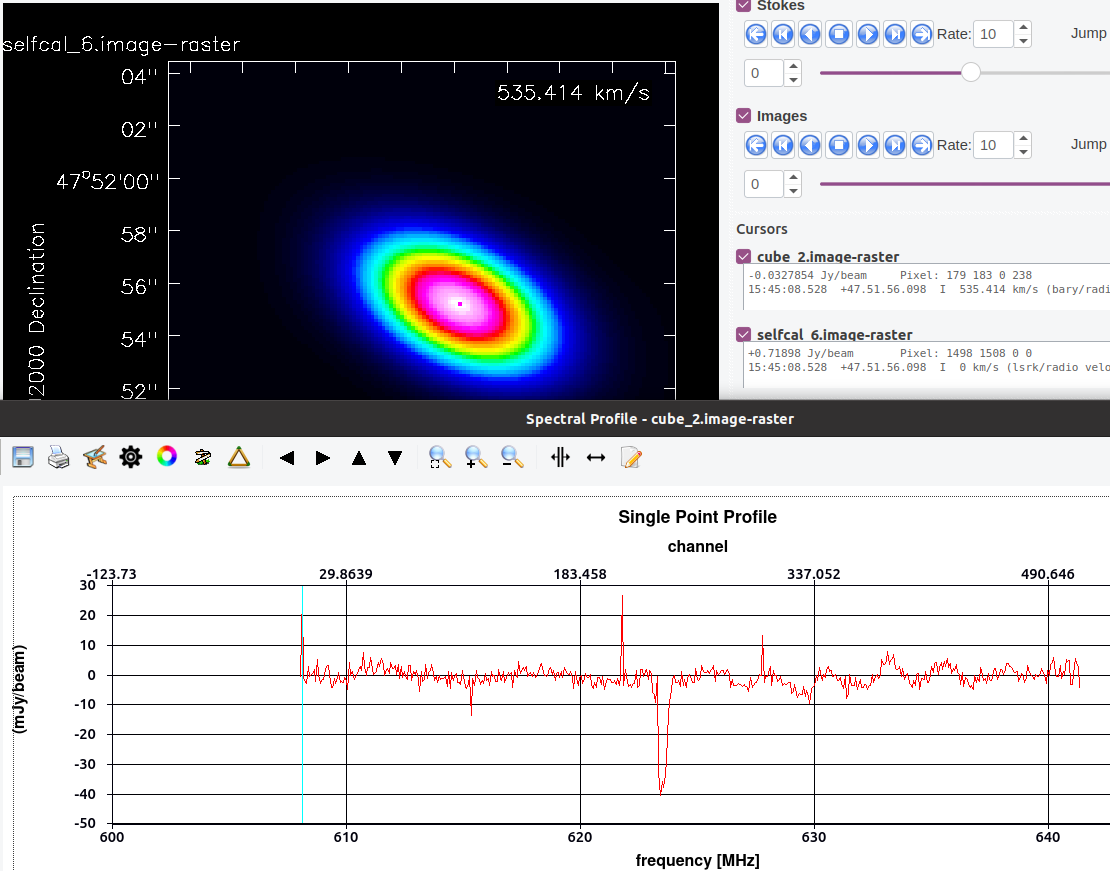 Stokes
Rate: 10 Jump
0
selfcal_6.image-raster
04''
535.414 km/s
02''
47°52'00''
58''
56''
54''
52''
J2000 Declination
Images
Rate: 10 Jump
0
Cursors
cube_2.image-raster
-0.0327854 Jy/beam Pixel: 179 183 0 238
15:45:08.528 +47.51.56.098 I 535.414 km/s (bary/radi
selfcal_6.image-raster
+0.71898 Jy/beam Pixel: 1498 1508 0 0
15:45:08.528 +47.51.56.098 I 0 km/s (lsrk/radio velo
Spectral Profile - cube_2.image-raster
Single Point Profile
channel
-123.73 29.8639 183.458 337.052 490.646
30
20
10
0
-10
-20
-30
-40
-50
(mJy/beam)
600 610 620 630 640
frequency [MHz]